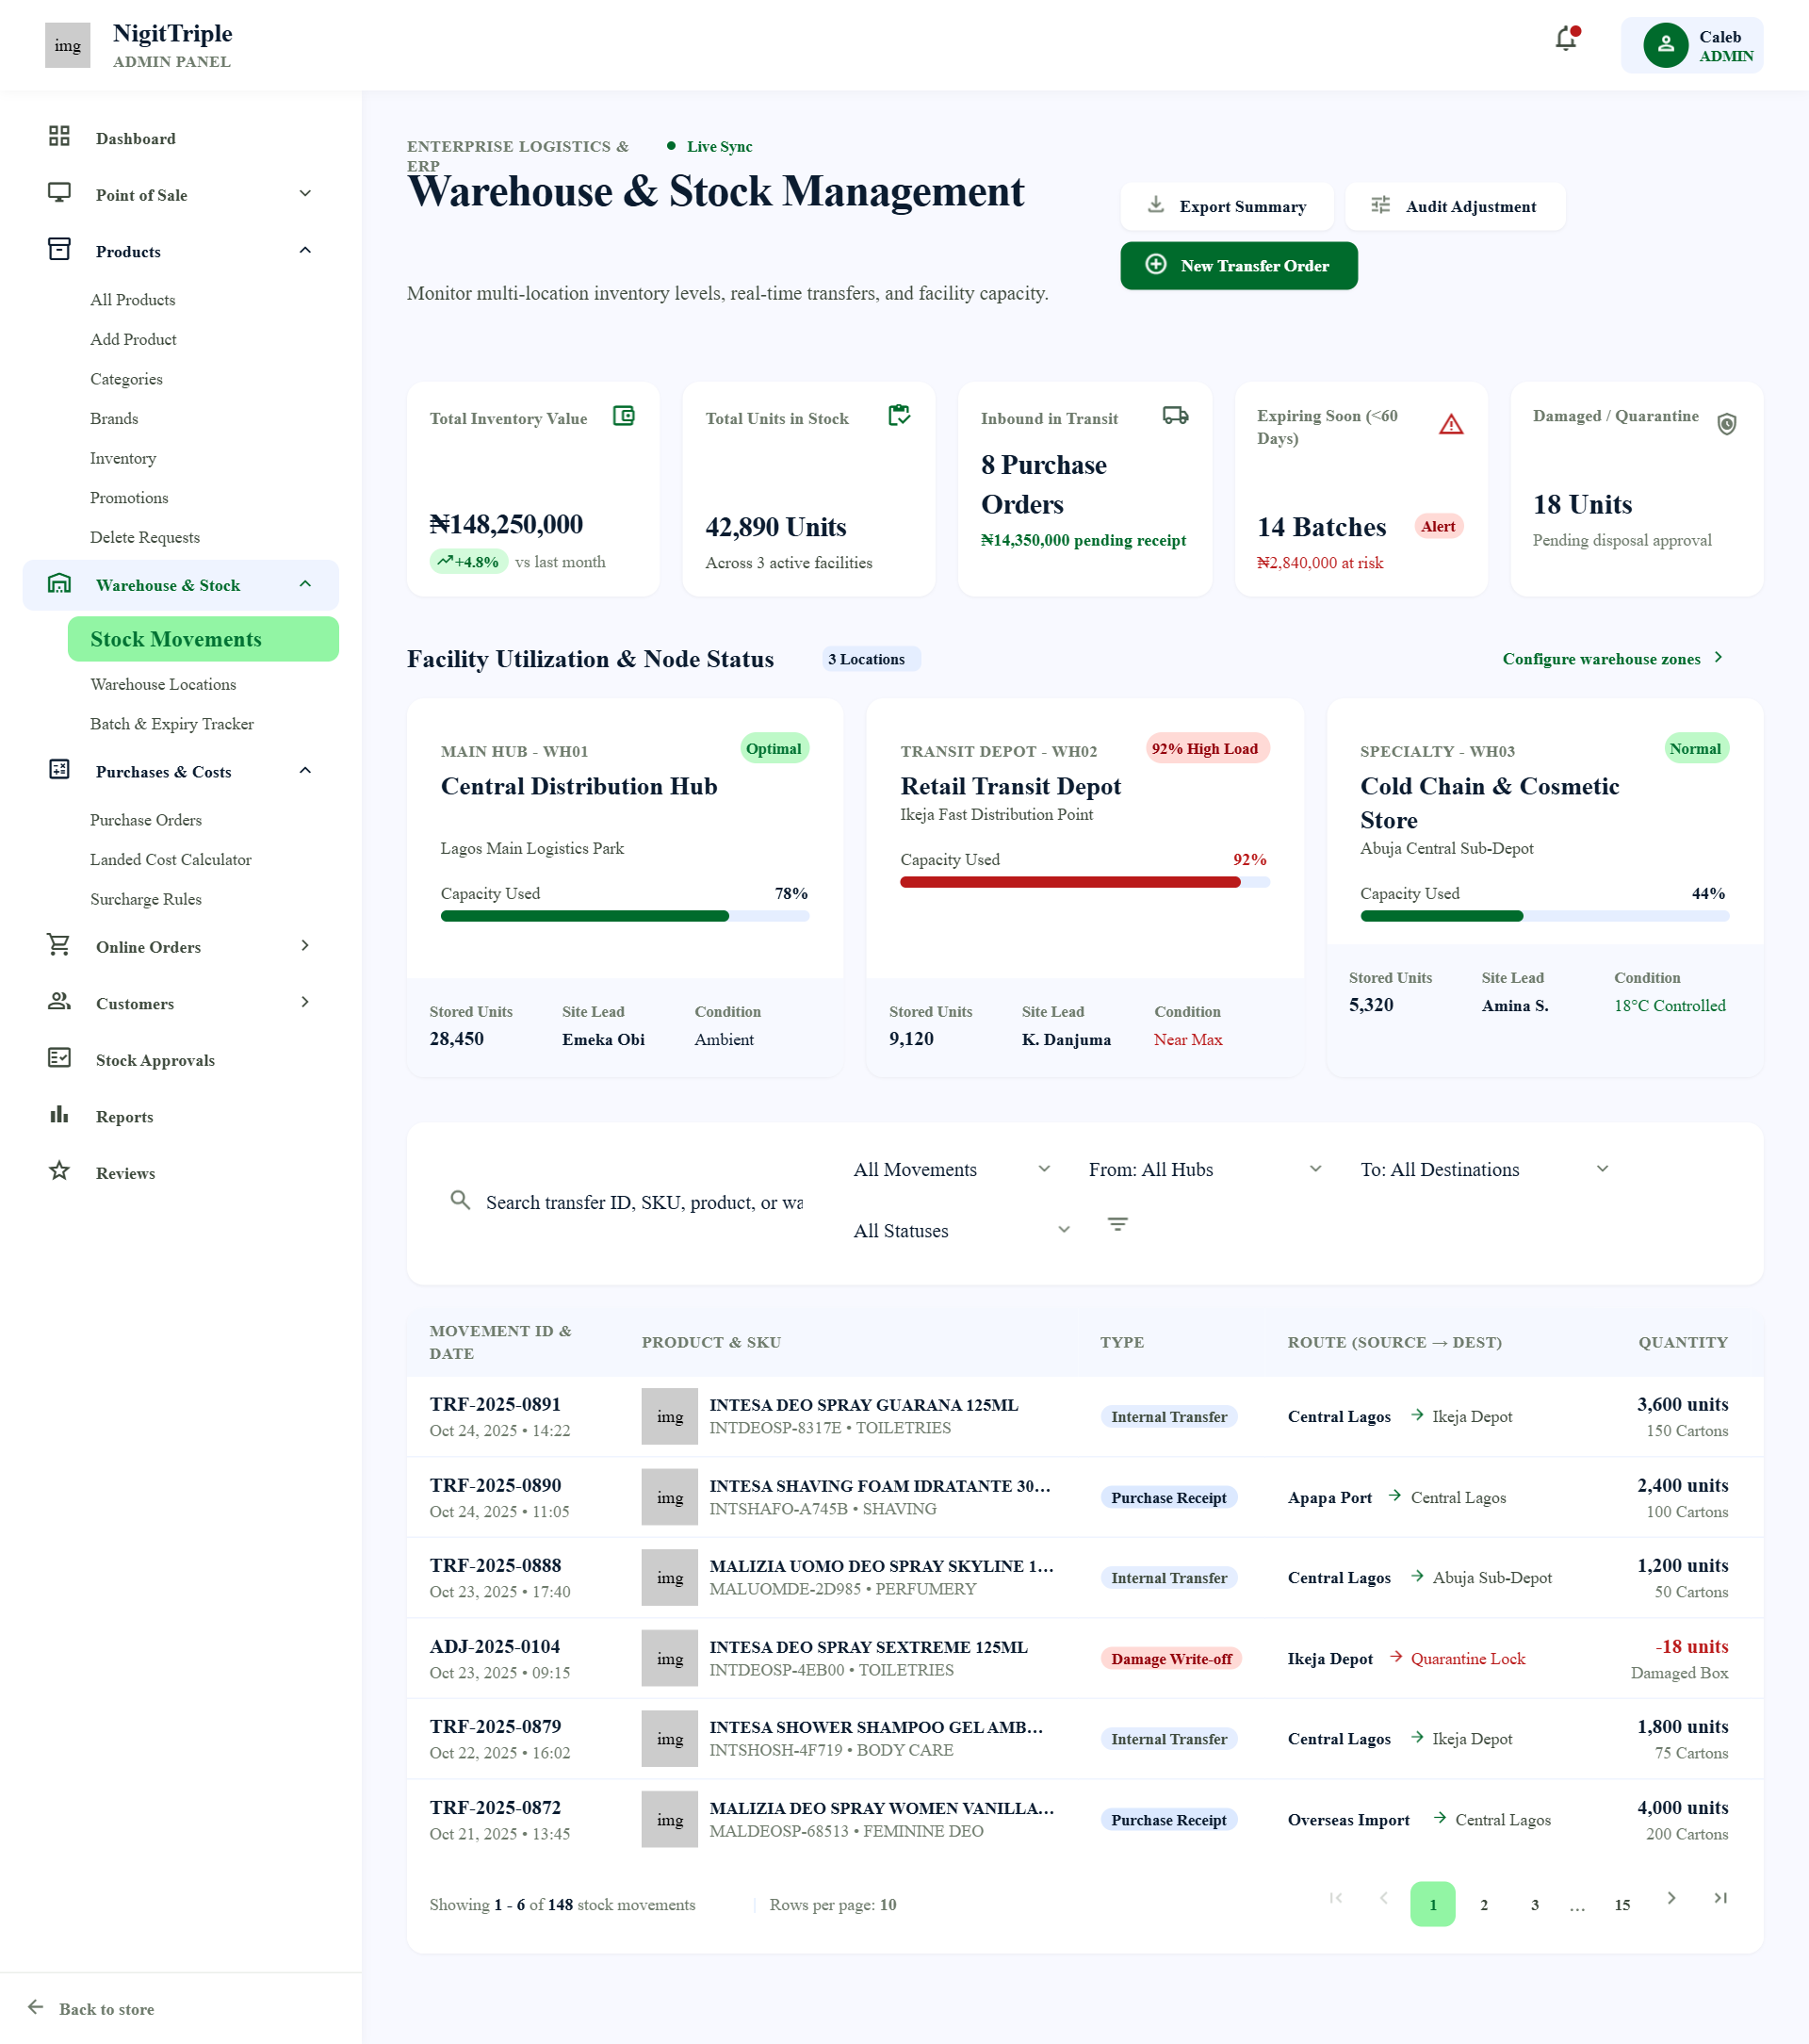 img
NigitTriple
ADMIN PANEL
Caleb
ADMIN
Dashboard
Point of Sale
Products
All Products
Add Product
Categories
Brands
Inventory
Promotions
Delete Requests
Warehouse & Stock
Stock Movements
Warehouse Locations
Batch & Expiry Tracker
Purchases & Costs
Purchase Orders
Landed Cost Calculator
Surcharge Rules
Online Orders
Customers
Stock Approvals
Reports
Reviews
Back to store
ENTERPRISE LOGISTICS &
ERP
Live Sync
Warehouse & Stock Management
Monitor multi-location inventory levels, real-time transfers, and facility capacity.
Export Summary
Audit Adjustment
New Transfer Order
Total Inventory Value
₦148,250,000
+4.8% vs last month
Total Units in Stock
42,890 Units
Across 3 active facilities
Inbound in Transit
8 Purchase
Orders
₦14,350,000 pending receipt
Expiring Soon (<60
Days)
14 Batches
Alert
₦2,840,000 at risk
Damaged / Quarantine
18 Units
Pending disposal approval
Facility Utilization & Node Status
3 Locations
Configure warehouse zones
MAIN HUB - WH01
Optimal
Central Distribution Hub
Lagos Main Logistics Park
Capacity Used 78%
Stored Units Site Lead Condition
28,450 Emeka Obi Ambient
TRANSIT DEPOT - WH02
92% High Load
Retail Transit Depot
Ikeja Fast Distribution Point
Capacity Used 92%
Stored Units Site Lead Condition
9,120 K. Danjuma Near Max
SPECIALTY - WH03
Normal
Cold Chain & Cosmetic
Store
Abuja Central Sub-Depot
Capacity Used 44%
Stored Units Site Lead Condition
5,320 Amina S. 18°C Controlled
Search transfer ID, SKU, product, or wa
All Movements
From: All Hubs
To: All Destinations
All Statuses
MOVEMENT ID &
DATE
PRODUCT & SKU
TYPE
ROUTE (SOURCE → DEST)
QUANTITY
TRF-2025-0891
Oct 24, 2025 • 14:22
img
INTESA DEO SPRAY GUARANA 125ML
INTDEOSP-8317E • TOILETRIES
Internal Transfer
Central Lagos → Ikeja Depot
3,600 units
150 Cartons
TRF-2025-0890
Oct 24, 2025 • 11:05
img
INTESA SHAVING FOAM IDRATANTE 30…
INTSHAFO-A745B • SHAVING
Purchase Receipt
Apapa Port → Central Lagos
2,400 units
100 Cartons
TRF-2025-0888
Oct 23, 2025 • 17:40
img
MALIZIA UOMO DEO SPRAY SKYLINE 1…
MALUOMDE-2D985 • PERFUMERY
Internal Transfer
Central Lagos → Abuja Sub-Depot
1,200 units
50 Cartons
ADJ-2025-0104
Oct 23, 2025 • 09:15
img
INTESA DEO SPRAY SEXTREME 125ML
INTDEOSP-4EB00 • TOILETRIES
Damage Write-off
Ikeja Depot → Quarantine Lock
-18 units
Damaged Box
TRF-2025-0879
Oct 22, 2025 • 16:02
img
INTESA SHOWER SHAMPOO GEL AMB…
INTSHOSH-4F719 • BODY CARE
Internal Transfer
Central Lagos → Ikeja Depot
1,800 units
75 Cartons
TRF-2025-0872
Oct 21, 2025 • 13:45
img
MALIZIA DEO SPRAY WOMEN VANILLA…
MALDEOSP-68513 • FEMININE DEO
Purchase Receipt
Overseas Import → Central Lagos
4,000 units
200 Cartons
Showing 1 - 6 of 148 stock movements
Rows per page: 10
1 2 3 … 15